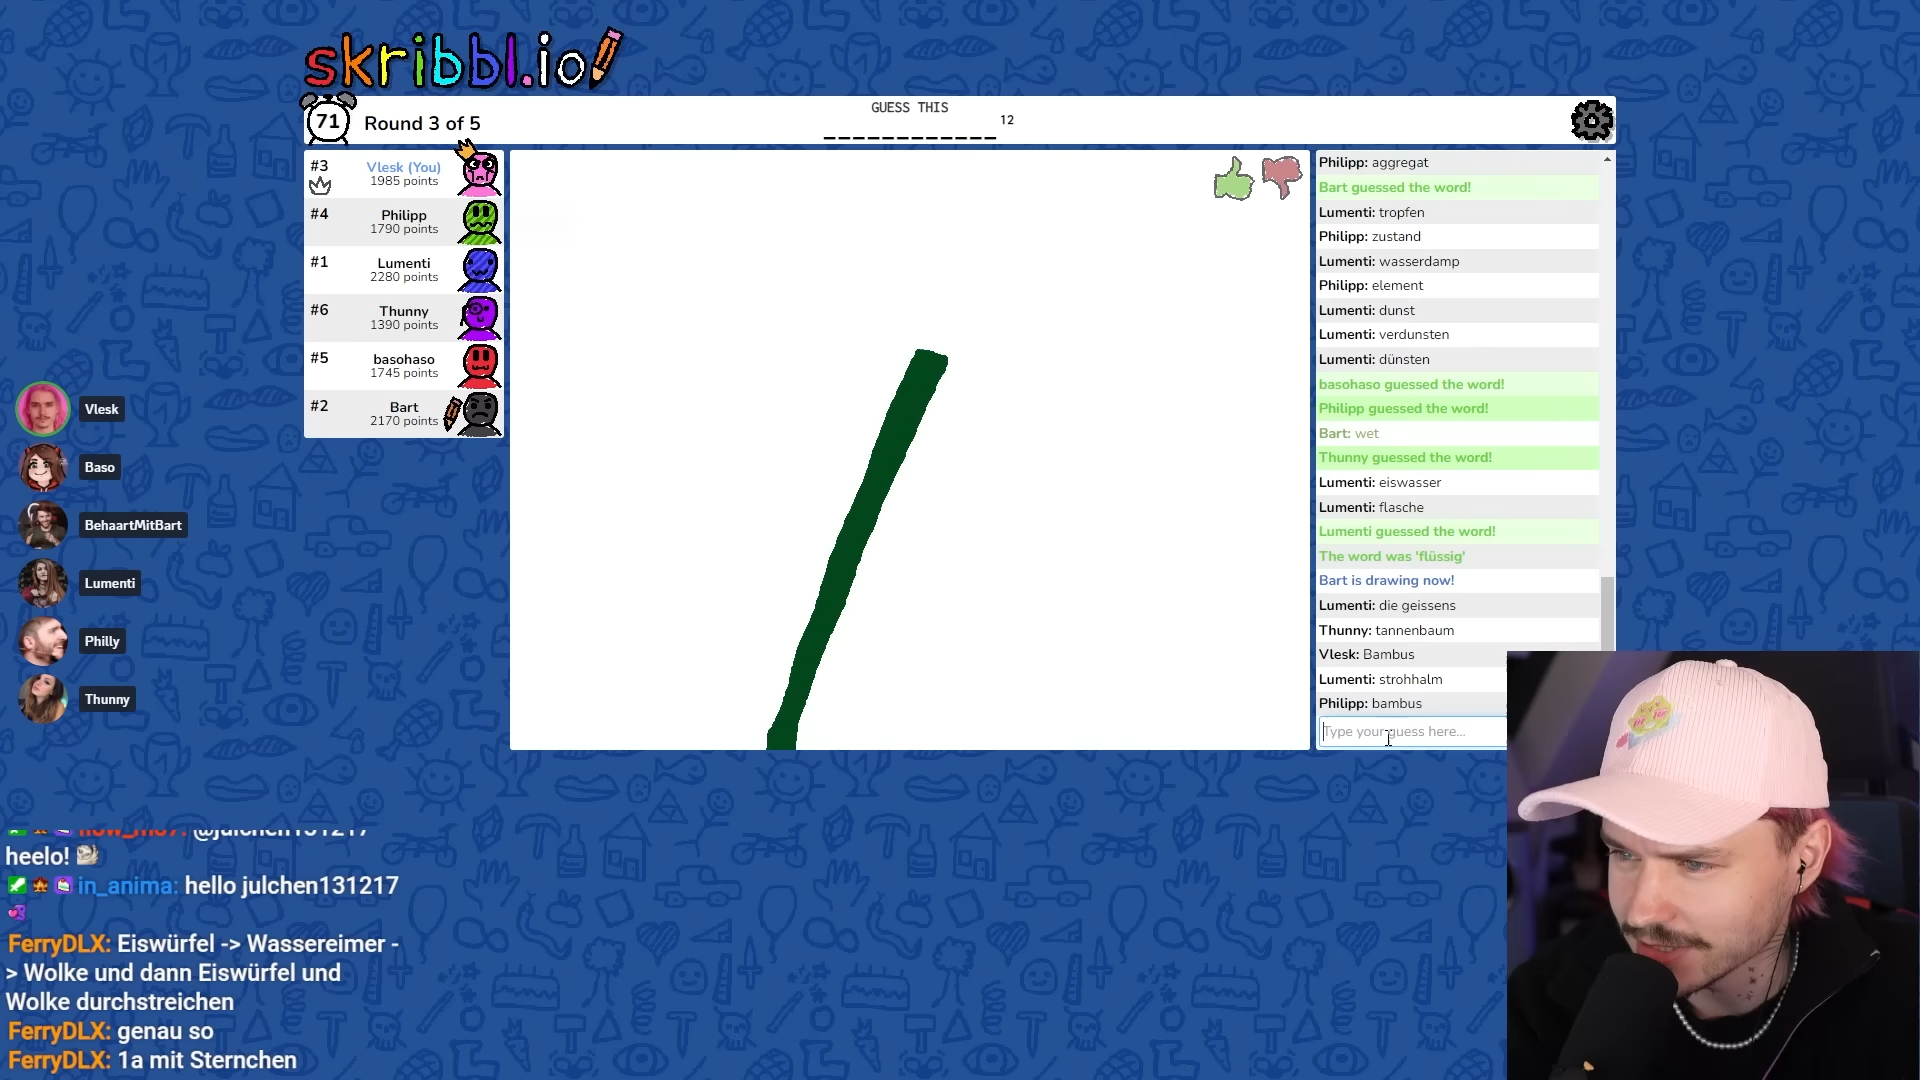 skribbl.io
71
Round 3 of 5
GUESS THIS
____________ 12
#3
Vlesk (You)
1985 points
#4
Philipp
1790 points
#1
Lumenti
2280 points
#6
Thunny
1390 points
#5
basohaso
1745 points
#2
Bart
2170 points
Philipp: aggregat
Bart guessed the word!
Lumenti: tropfen
Philipp: zustand
Lumenti: wasserdamp
Philipp: element
Lumenti: dunst
Lumenti: verdunsten
Lumenti: dünsten
basohaso guessed the word!
Philipp guessed the word!
Bart: wet
Thunny guessed the word!
Lumenti: eiswasser
Lumenti: flasche
Lumenti guessed the word!
The word was 'flüssig'
Bart is drawing now!
Lumenti: die geissens
Thunny: tannenbaum
Vlesk: Bambus
Lumenti: strohhalm
Philipp: bambus
Type your guess here...
Vlesk
Baso
BehaartMitBart
Lumenti
Philly
Thunny
@julchen131217
heelo!
in_anima: hello julchen131217
FerryDLX: Eiswürfel -> Wassereimer -
> Wolke und dann Eiswürfel und
Wolke durchstreichen
FerryDLX: genau so
FerryDLX: 1a mit Sternchen